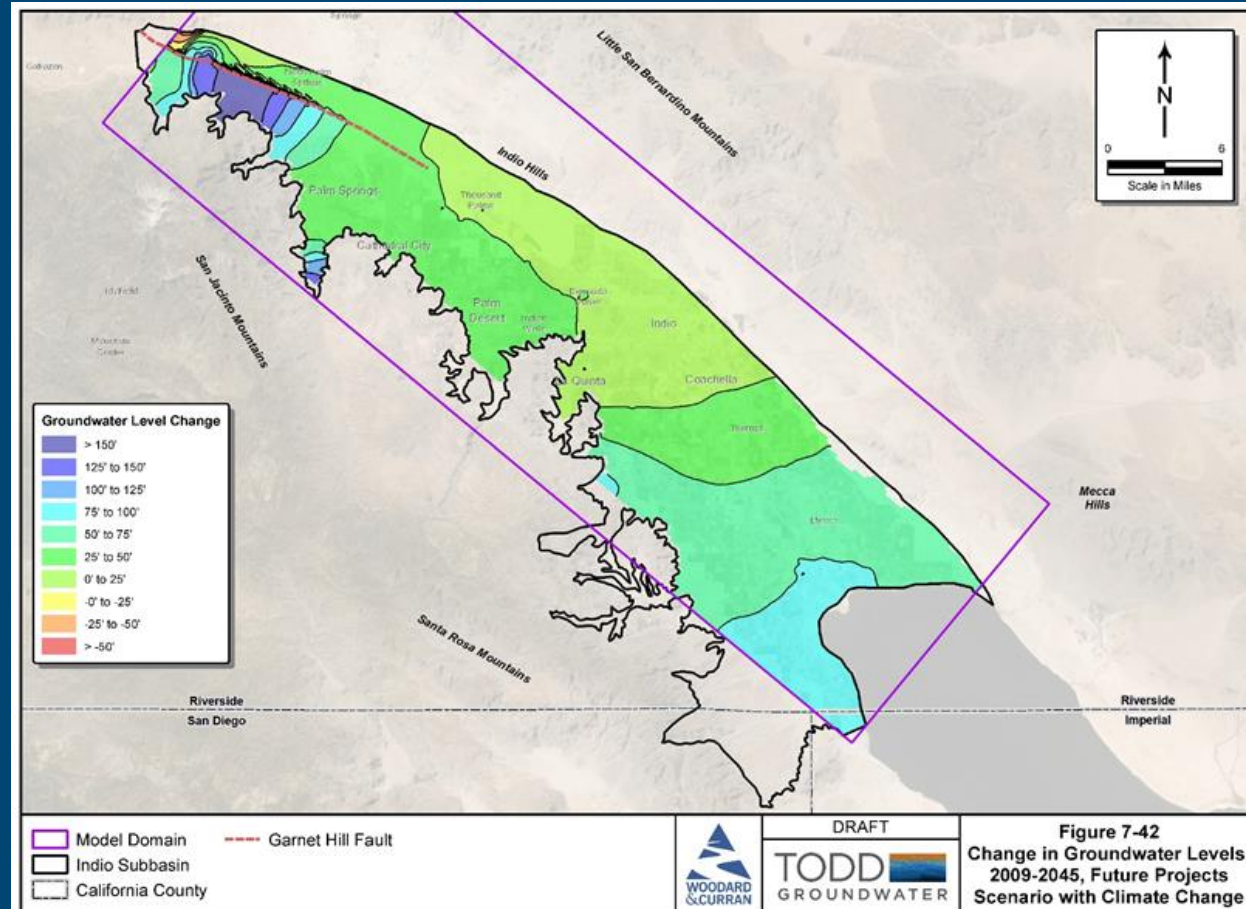 Little San Bernardino Mountains
N
0 6
Scale in Miles
Indio Hills
Palm Springs
Thousand
Palms
Cathedral City
San Jacinto Mountains
Palm
Desert
Indio
Coachella
Quinta
Mecca
Hills
Santa Rosa Mountains
Groundwater Level Change
> 150'
125' to 150'
100' to 125'
75' to 100'
50' to 75'
25' to 50'
0' to 25'
-0' to -25'
-25' to -50'
> -50'
Riverside
San Diego
Riverside
Imperial
Model Domain
Garnet Hill Fault
Indio Subbasin
California County
WOODARD
&CURRAN
DRAFT
TODD
GROUNDWATER
Figure 7-42
Change in Groundwater Levels
2009-2045, Future Projects
Scenario with Climate Change